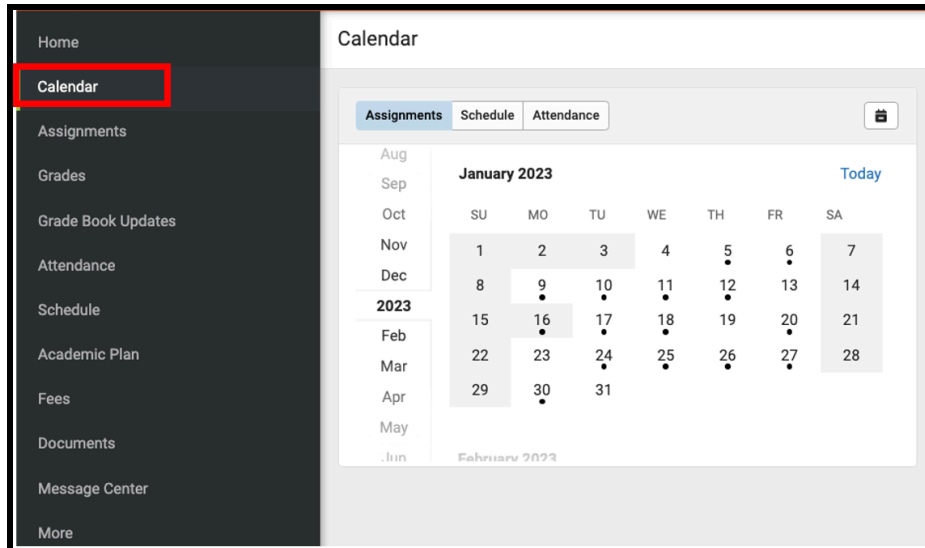 Home
Calendar
Assignments
Grades
Grade Book Updates
Attendance
Schedule
Academic Plan
Fees
Documents
Message Center
More
Calendar
Assignments Schedule Attendance
Aug
Sep
Oct
Nov
Dec
2023
Feb
Mar
Apr
May
Jun
January 2023 Today
SU MO TU WE TH FR SA
1 2 3 4 5 6 7
8 9 10 11 12 13 14
15 16 17 18 19 20 21
22 23 24 25 26 27 28
29 30 31
February 2023